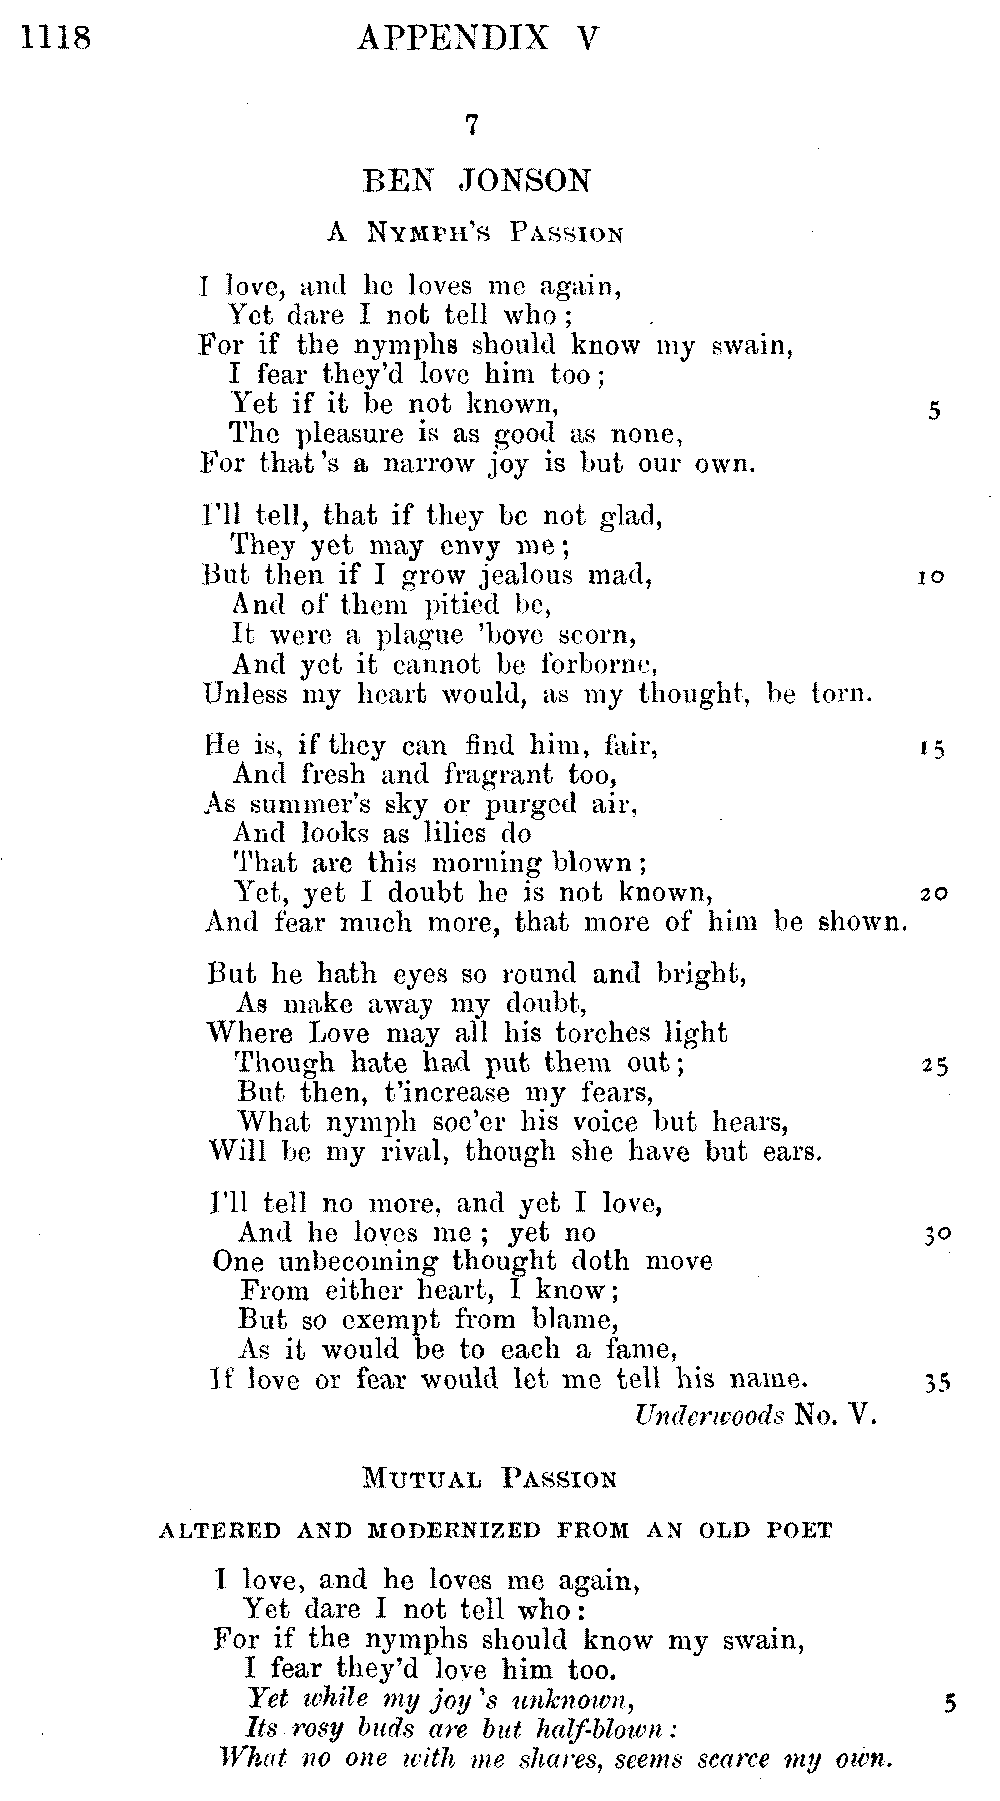 1118 APPENDIX V
7
BEN JONSON
A NYMPH'S PASSION
I love, and he loves me again,
Yet dare I not tell who;
For if the nymphs should know my swain,
I fear they'd love him too;
Yet if it be not known, 5
The pleasure is as good as none,
For that's a narrow joy is but our own.
I'll tell, that if they be not glad,
They yet may envy me;
But then if I grow jealous mad, 10
And of them pitied be,
It were a plague 'bove scorn,
And yet it cannot be forborne,
Unless my heart would, as my thought, be torn.
He is, if they can find him, fair, 15
And fresh and fragrant too,
As summer's sky or purged air,
And looks as lilies do
That are this morning blown;
Yet, yet I doubt he is not known, 20
And fear much more, that more of him be shown.
But he hath eyes so round and bright,
As make away my doubt,
Where Love may all his torches light
Though hate had put them out; 25
But then, t'increase my fears,
What nymph soe'er his voice but hears,
Will be my rival, though she have but ears.
I'll tell no more, and yet I love,
And he loves me; yet no 30
One unbecoming thought doth move
From either heart, I know;
But so exempt from blame,
As it would be to each a fame,
If love or fear would let me tell his name. 35
Underwoods No. V.
MUTUAL PASSION
ALTERED AND MODERNIZED FROM AN OLD POET
I love, and he loves me again,
Yet dare I not tell who:
For if the nymphs should know my swain,
I fear they'd love him too.
Yet while my joy's unknown, 5
Its rosy buds are but half-blown:
What no one with me shares, seems scarce my own.